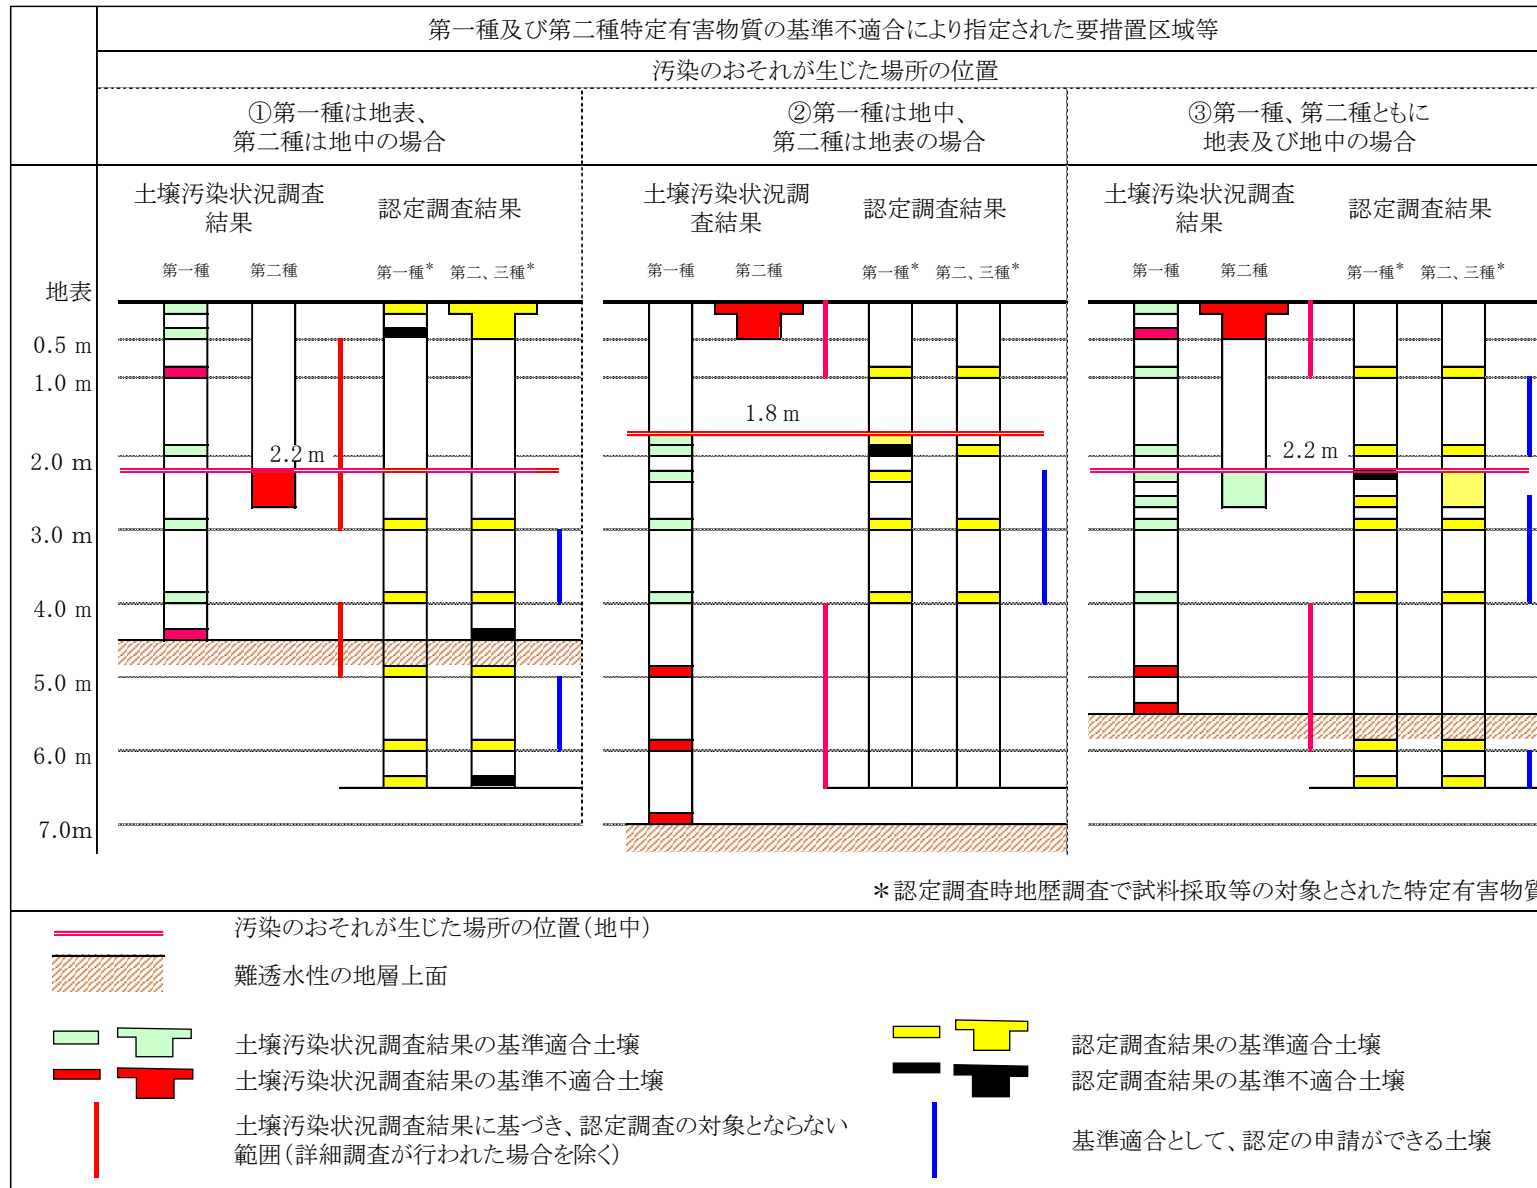 第一種及び第二種特定有害物質の基準不適合により指定された要措置区域等
汚染のおそれが生じた場所の位置
①第一種は地表、
第二種は地中の場合
②第一種は地中、
第二種は地表の場合
③第一種、第二種ともに
地表及び地中の場合
土壌汚染状況調査
結果
認定調査結果
土壌汚染状況調
査結果
認定調査結果
土壌汚染状況調査
結果
認定調査結果
第一種
第二種
第一種*
第二、三種*
第一種
第二種
第一種*
第二、三種*
第一種
第二種
第一種*
第二、三種*
地表
0.5 m
1.0 m
1.8 m
2.0 m
2.2 m
2.2 m
3.0 m
4.0 m
5.0 m
6.0 m
7.0m
*認定調査時地歴調査で試料採取等の対象とされた特定有害物質
汚染のおそれが生じた場所の位置(地中)
難透水性の地層上面
土壌汚染状況調査結果の基準適合土壌
認定調査結果の基準適合土壌
土壌汚染状況調査結果の基準不適合土壌
認定調査結果の基準不適合土壌
土壌汚染状況調査結果に基づき、認定調査の対象とならない
範囲(詳細調査が行われた場合を除く)
基準適合として、認定の申請ができる土壌